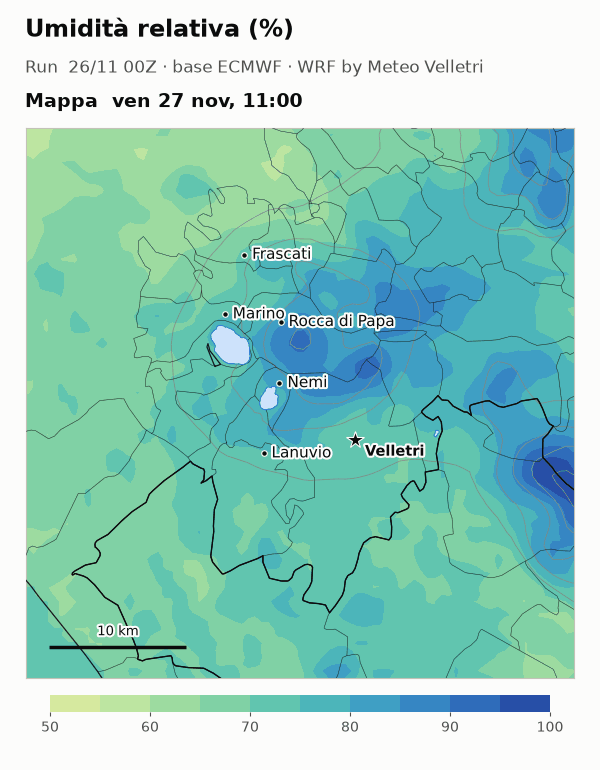 Umidità relativa (%)
Run  26/11 00Z · base ECMWF · WRF by Meteo Velletri
Mappa  ven 27 nov, 11:00
Frascati
Marino
Rocca di Papa
Nemi
Velletri
Lanuvio
10 km
50 60 70 80 90 100